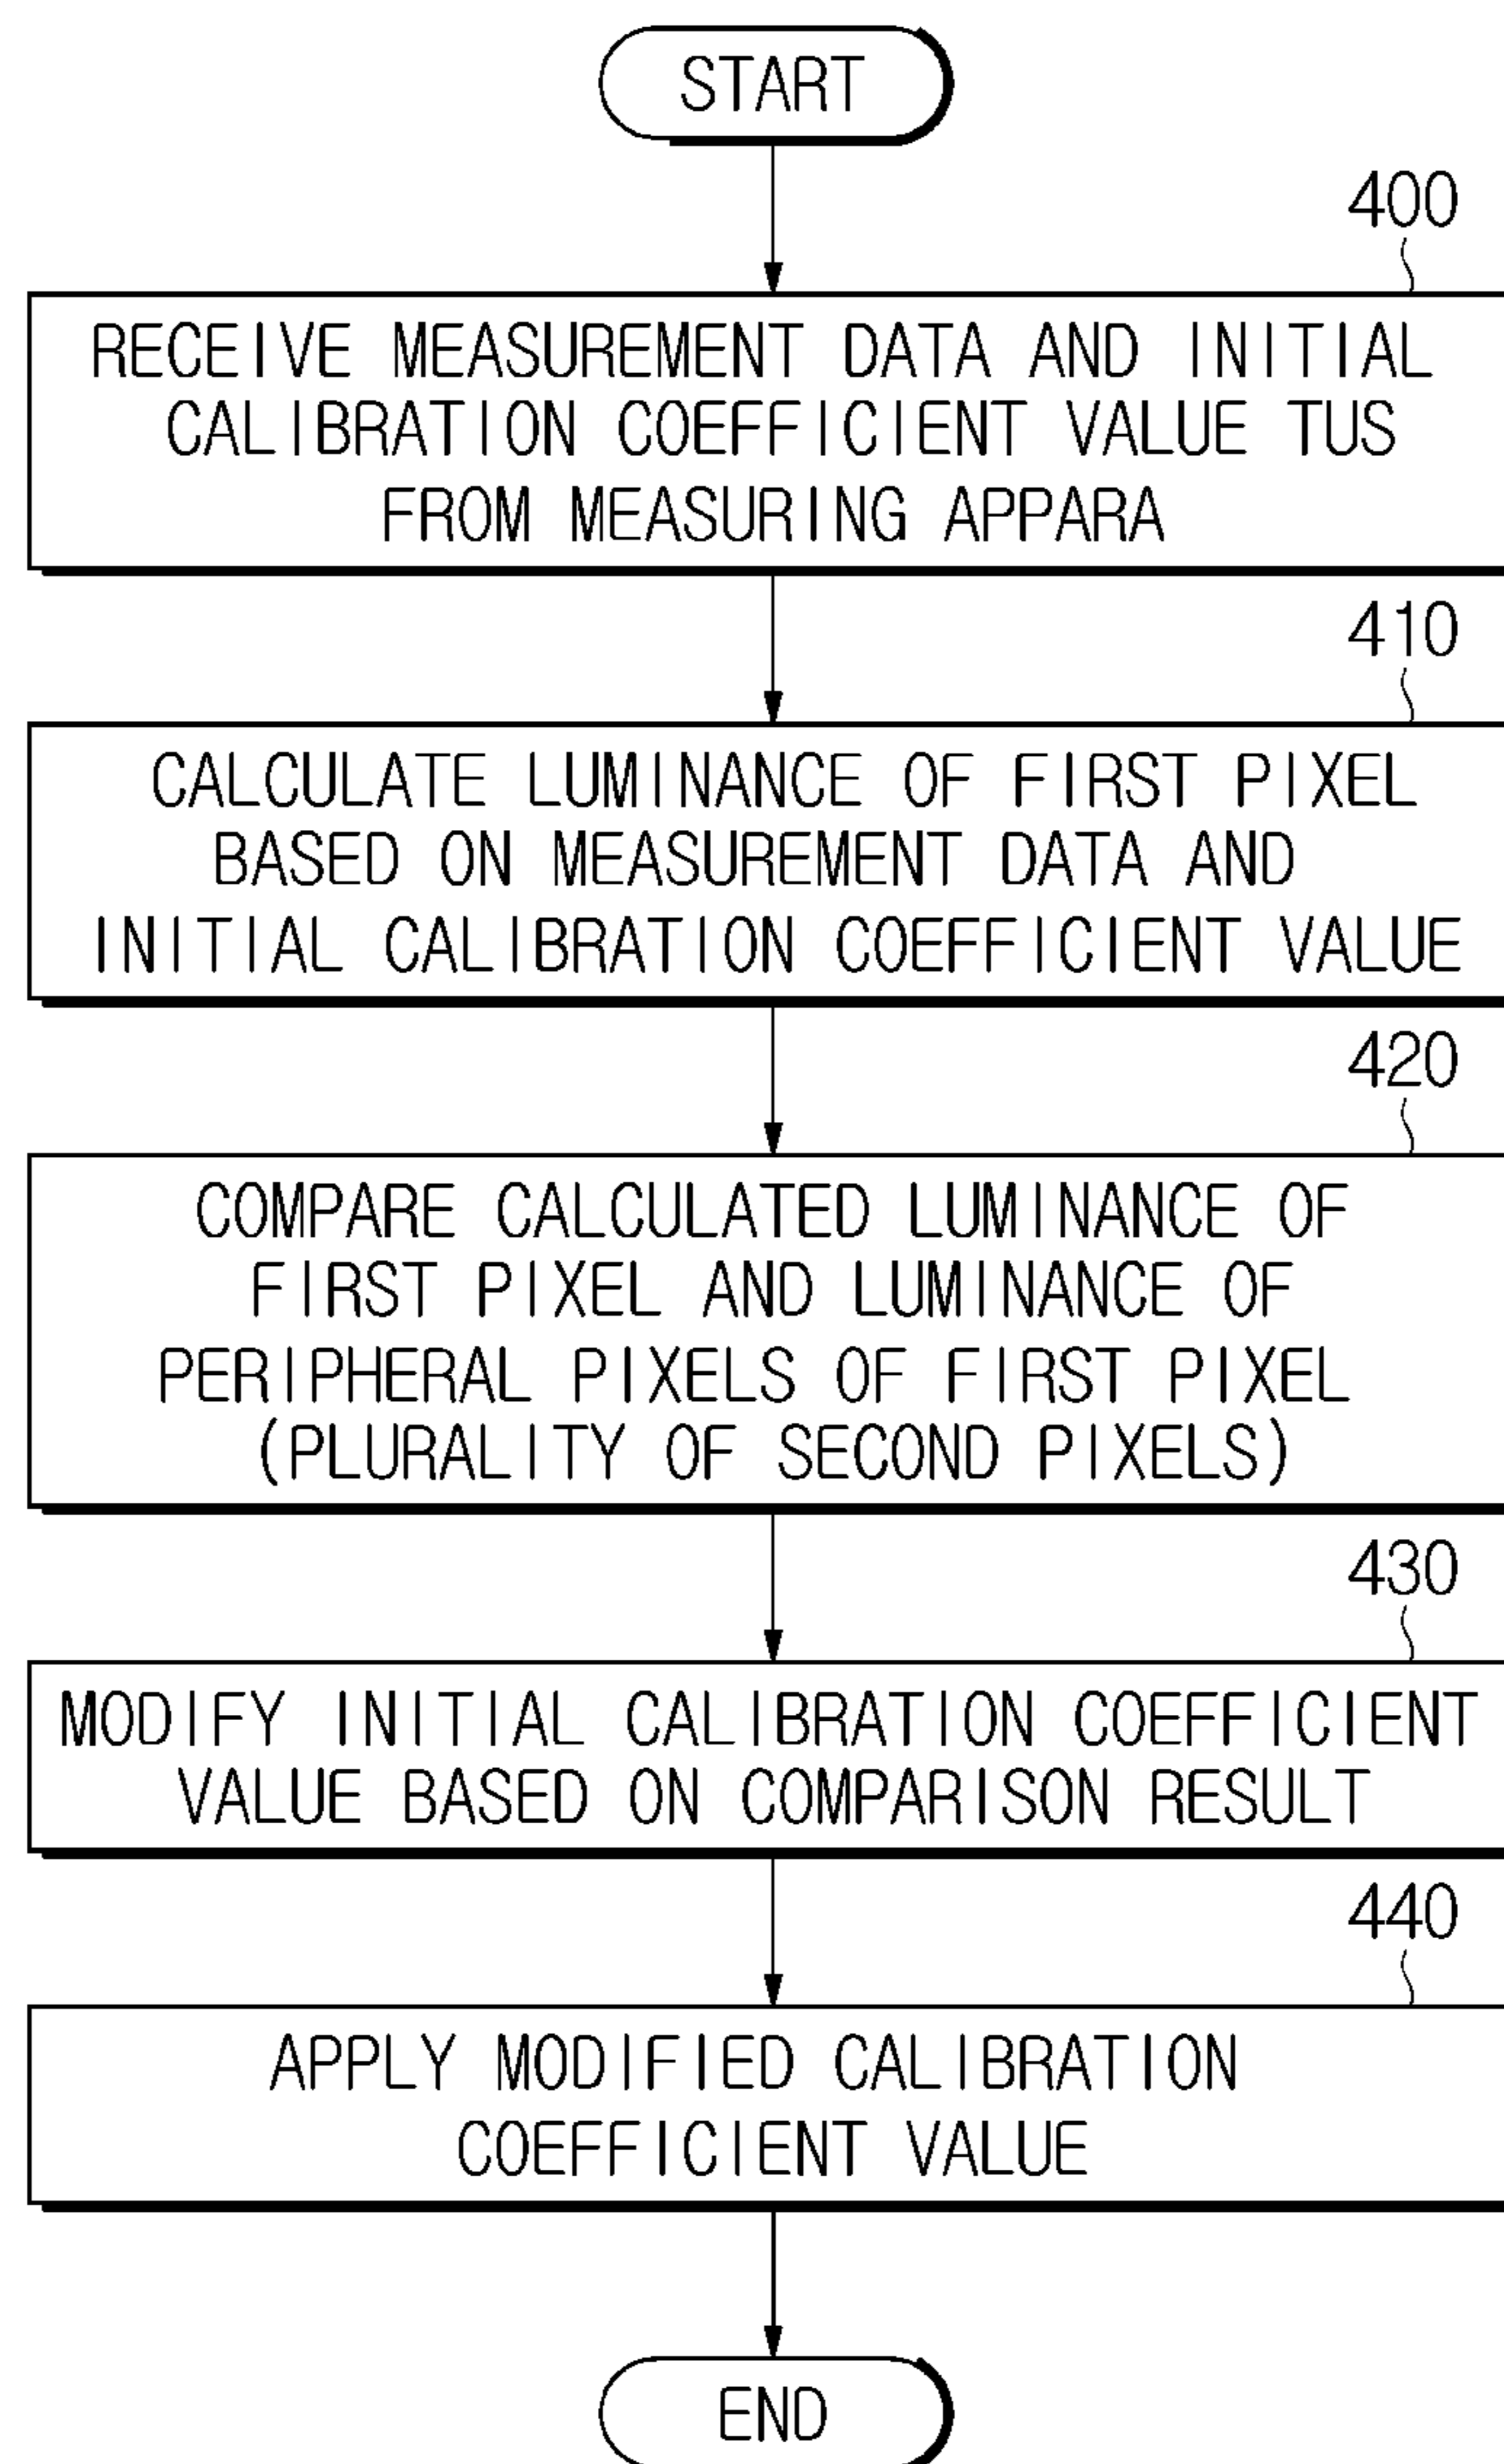 START
400
RECEIVE MEASUREMENT DATA AND INITIAL
CALIBRATION COEFFICIENT VALUE TUS
FROM MEASURING APPARA
410
CALCULATE LUMINANCE OF FIRST PIXEL
BASED ON MEASUREMENT DATA AND
INITIAL CALIBRATION COEFFICIENT VALUE
420
COMPARE CALCULATED LUMINANCE OF
FIRST PIXEL AND LUMINANCE OF
PERIPHERAL PIXELS OF FIRST PIXEL
(PLURALITY OF SECOND PIXELS)
430
MODIFY INITIAL CALIBRATION COEFFICIENT
VALUE BASED ON COMPARISON RESULT
440
APPLY MODIFIED CALIBRATION
COEFFICIENT VALUE
END